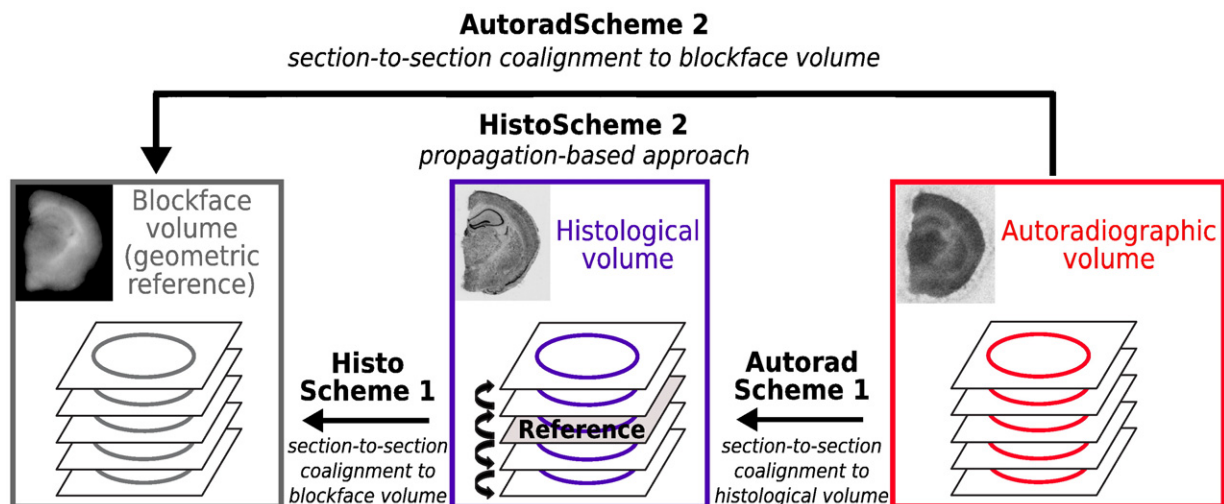 AutoradScheme 2
section-to-section coalignment to blockface volume
HistoScheme 2
propagation-based approach
Blockface
volume
(geometric
reference)
Histological
volume
Autoradiographic
volume
Histo
Scheme 1
section-to-section
coalignment to
blockface volume
Reference
Autorad
Scheme 1
section-to-section
coalignment to
histological volume